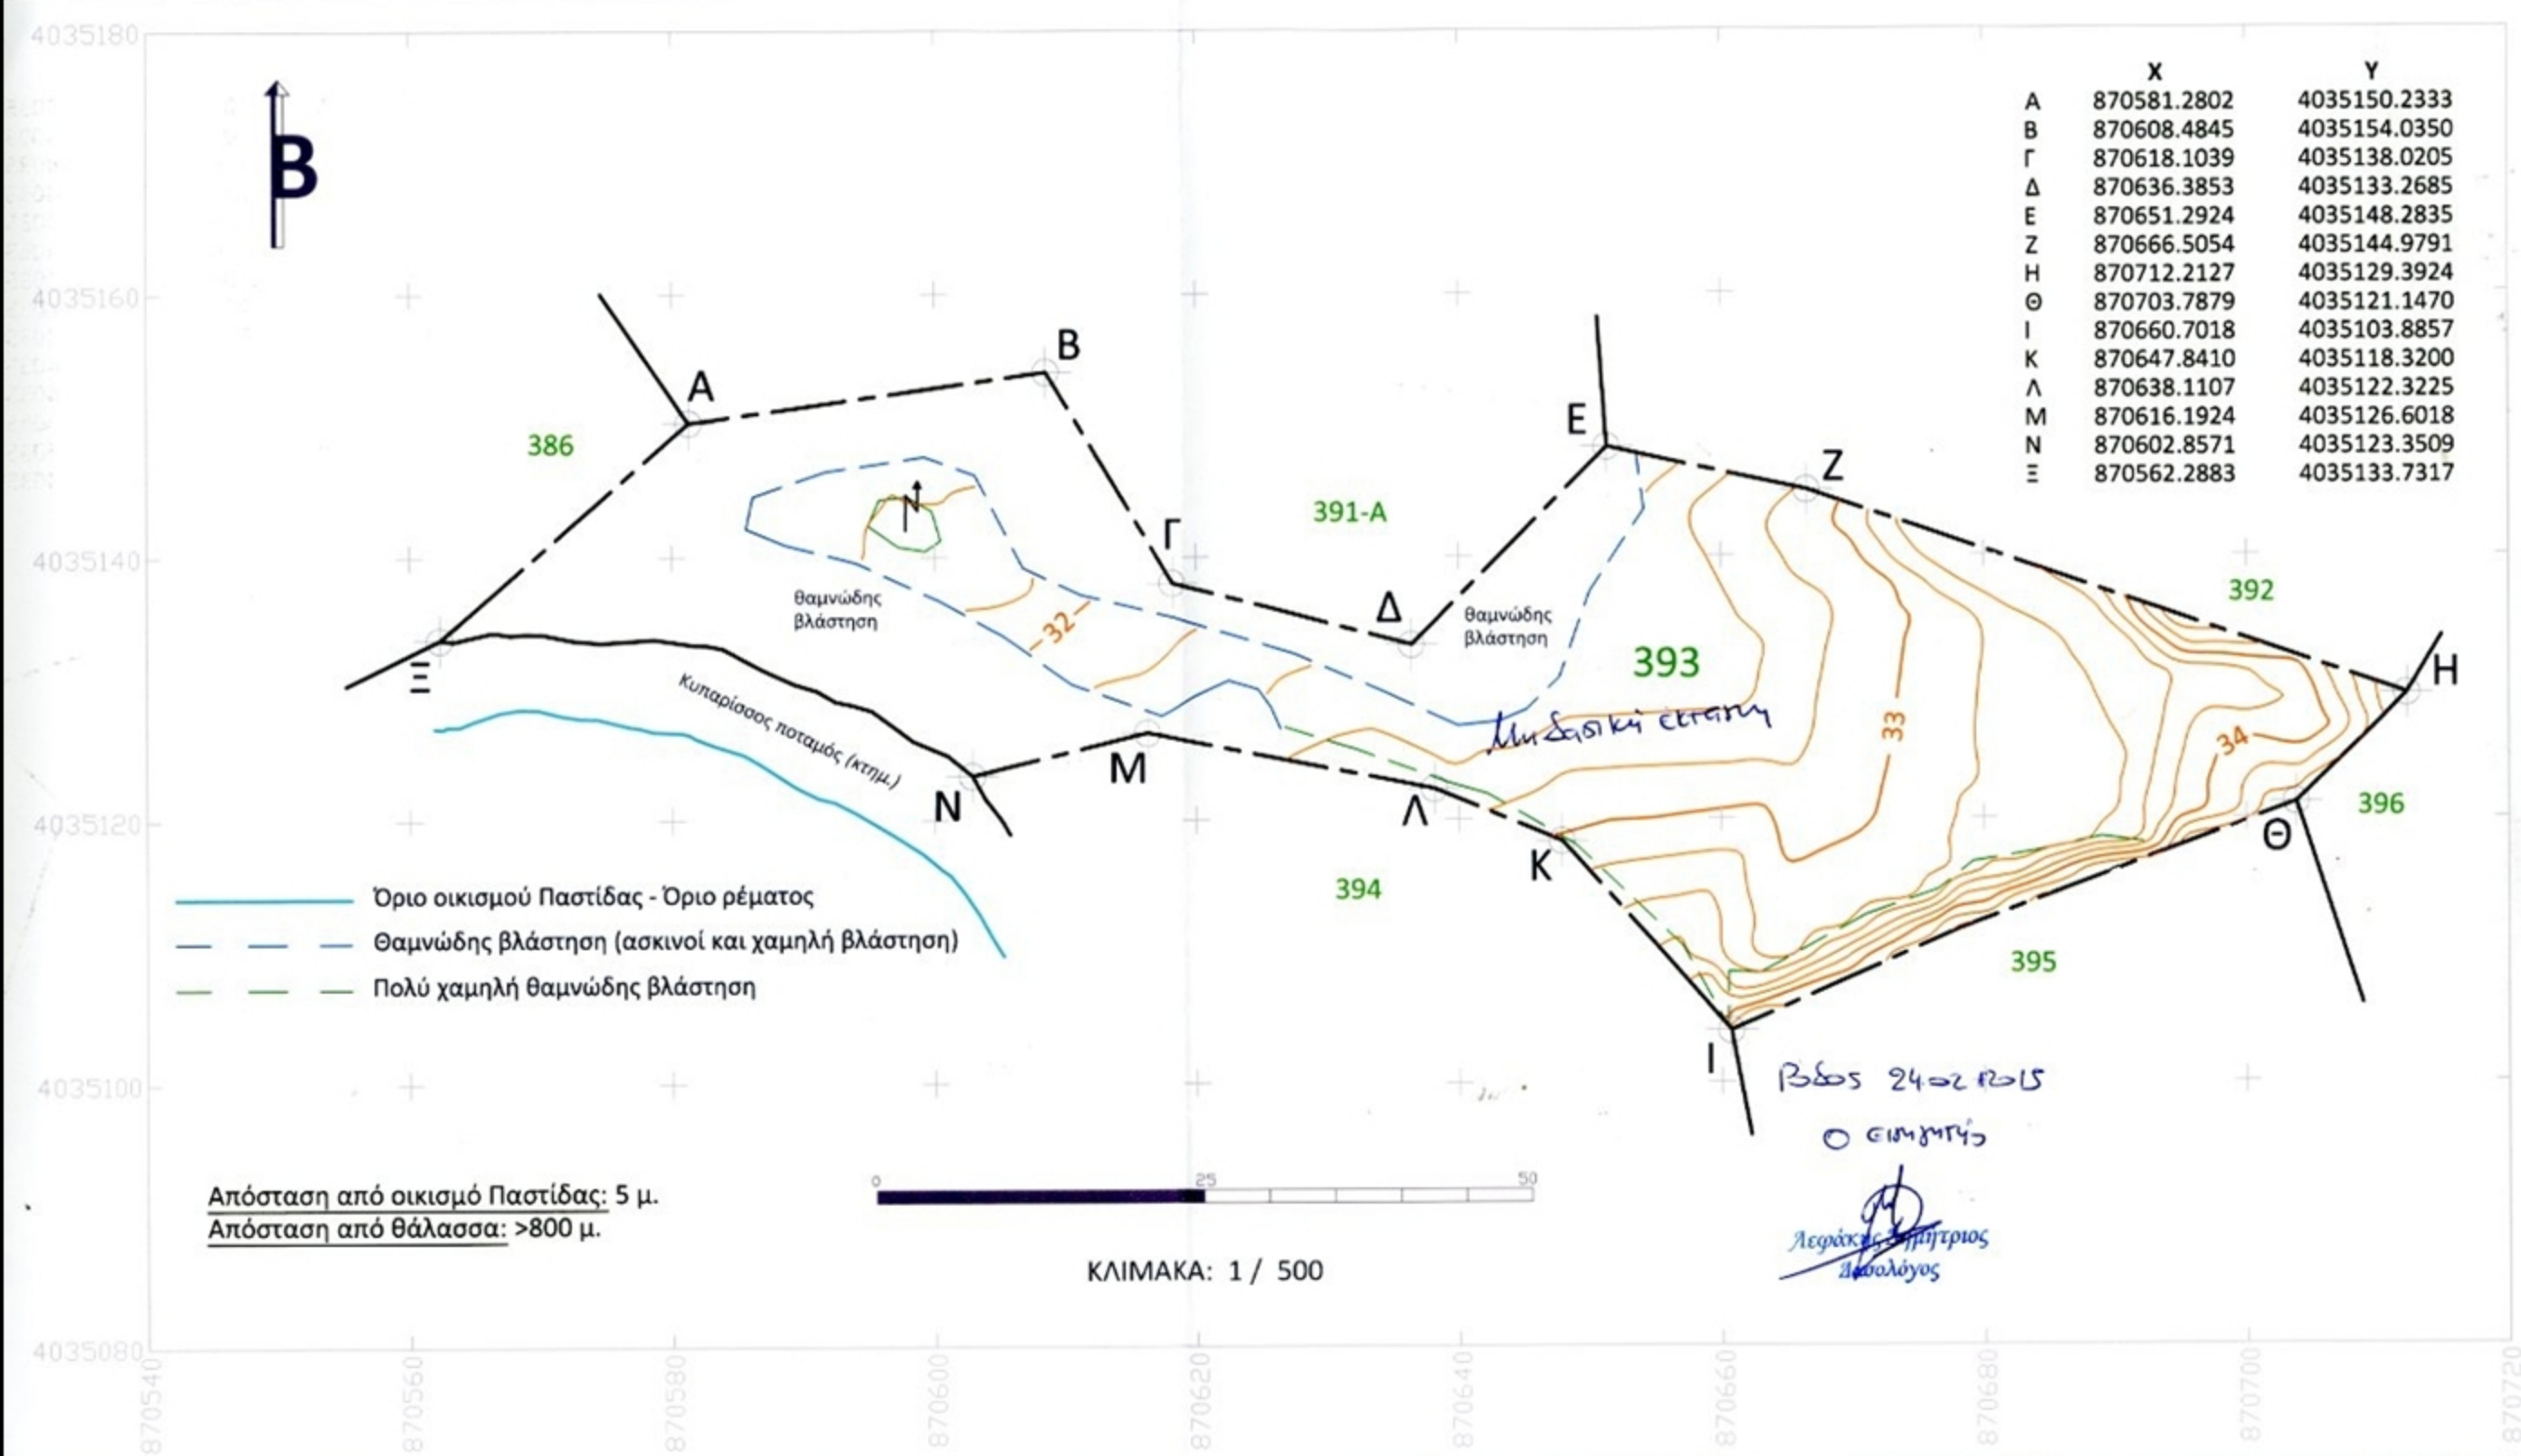 4035180
X Y
Α 870581.2802 4035150.2333
Β 870608.4845 4035154.0350
Γ 870618.1039 4035138.0205
Δ 870636.3853 4035133.2685
Ε 870651.2924 4035148.2835
Ζ 870666.5054 4035144.9791
Η 870712.2127 4035129.3924
Θ 870703.7879 4035121.1470
Ι 870660.7018 4035103.8857
Κ 870647.8410 4035118.3200
Λ 870638.1107 4035122.3225
Μ 870616.1924 4035126.6018
Ν 870602.8571 4035123.3509
Ξ 870562.2883 4035133.7317
Β
4035160
Β
Α
Ε
386
Ζ
Ν
391-Α
Γ
4035140
392
θαμνώδης
βλάστηση
Δ
θαμνώδης
βλάστηση
32
393
Ξ
Η
Κυπαρίσσος ποταμός (κτημ.)
33
34
Μ
Ν
Λ
396
4035120
Θ
Κ
394
Όριο οικισμού Παστίδας - Όριο ρέματος
Θαμνώδης βλάστηση (ασκινοί και χαμηλή βλάστηση)
Πολύ χαμηλή θαμνώδης βλάστηση
395
Ι
4035100
Ο εισηγητής
Απόσταση από οικισμό Παστίδας: 5 μ.
Απόσταση από θάλασσα: >800 μ.
0 25 50
Λεφάκης Δημήτριος
Δασολόγος
ΚΛΙΜΑΚΑ: 1 / 500
4035080
870540 870560 870580 870600 870620 870640 870660 870680 870700 870720